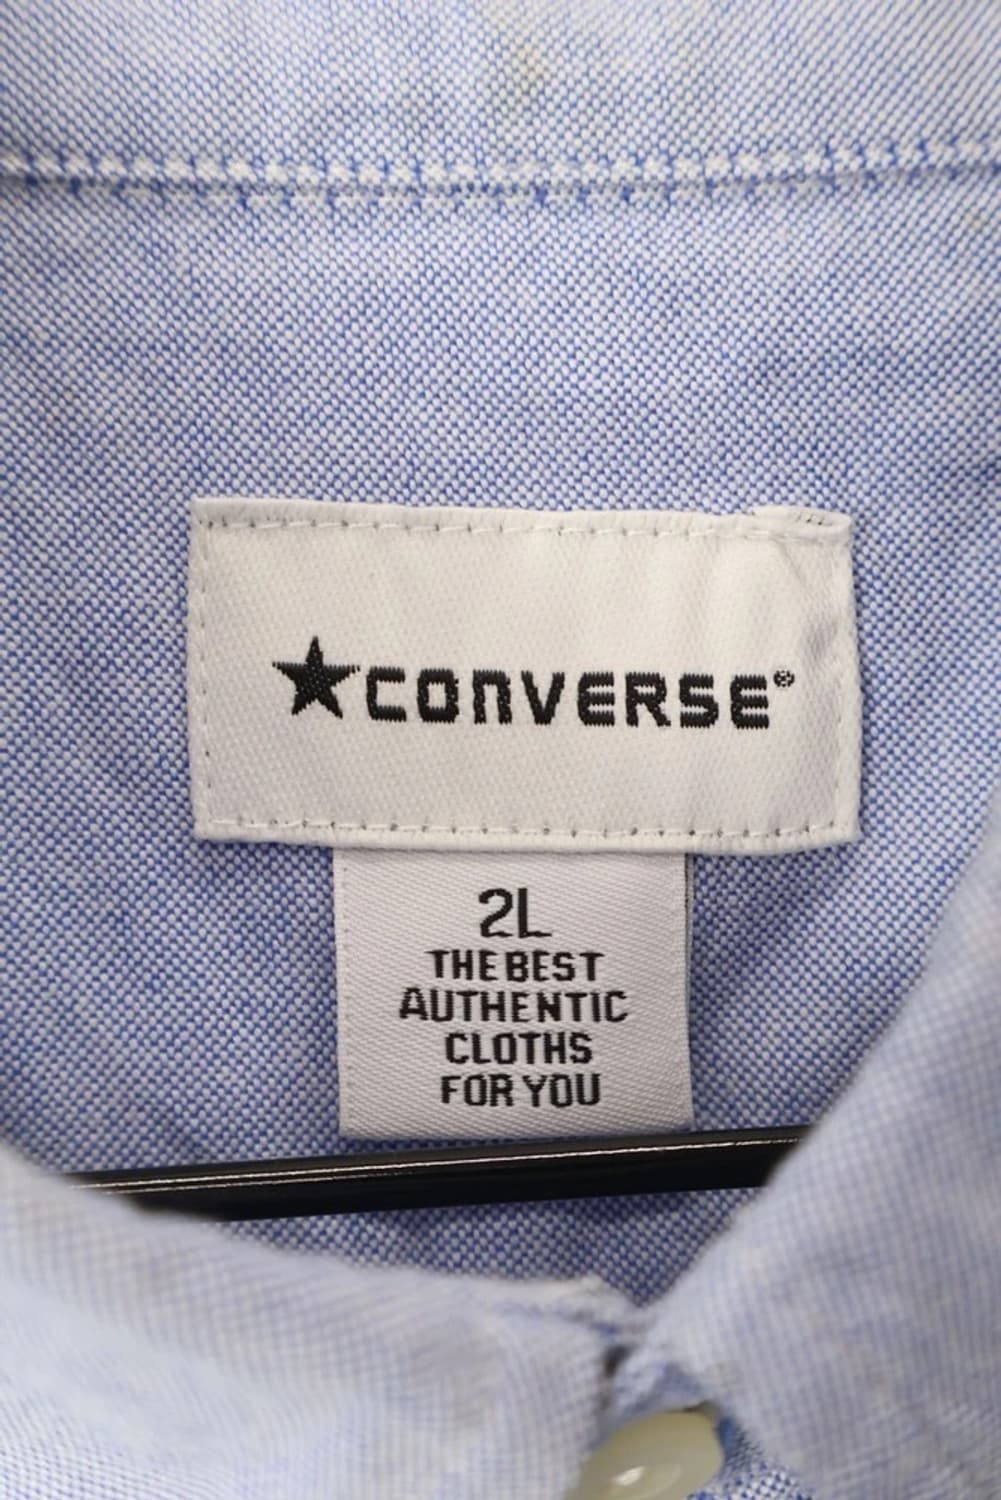 ★CONVERSE®
2L
THE BEST
AUTHENTIC
CLOTHS
FOR YOU